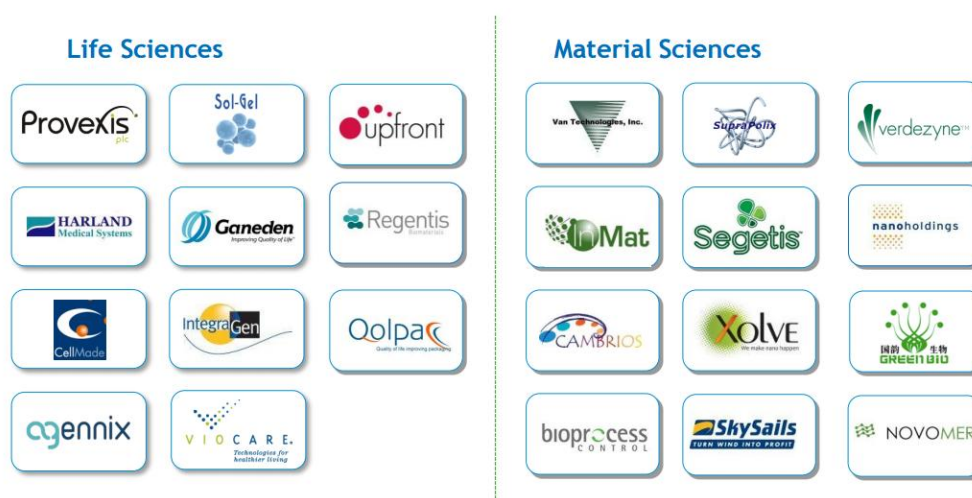 Life Sciences
Provexis
plc
Sol-Gel
upfront
HARLAND
Medical Systems
Ganeden
Improving Quality of Life
Regentis
Biomaterials
CellMade
IntegraGen
Qolpac
Quality of life improving packaging
agennix
VIOCARE.
Technologies for
healthier living
Material Sciences
Van Technologies, Inc.
SupraPolix
verdezyne™
InMat
Segetis
nanoholdings
CAMBRIOS
XOLVE
We make nano happen
国韵 生物
GREEN BIO
bioprocess
CONTROL
SkySails
TURN WIND INTO PROFIT
NOVOMER